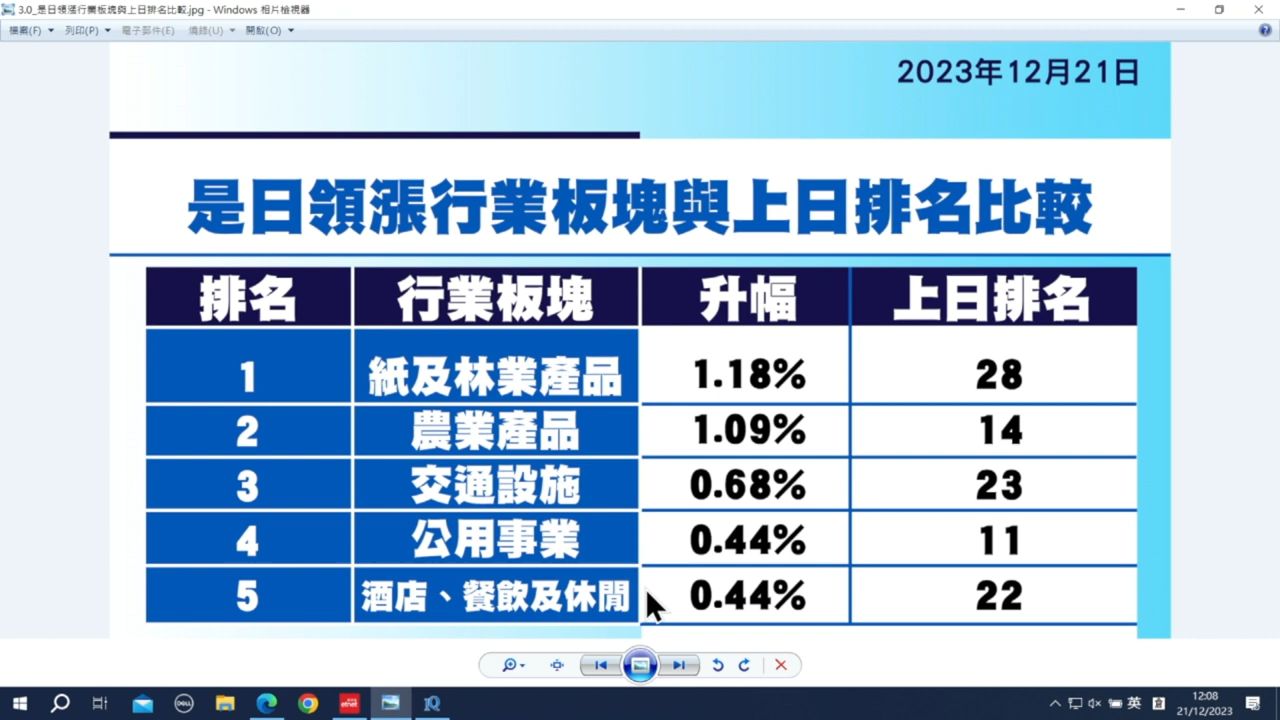 3.0_是日領漲行業板塊與上日排名比較.jpg - Windows 相片檢視器
檔案(F) 列印(P) 電子郵件(E) 燒錄(U) 開啟(O)
2023年12月21日
是日領漲行業板塊與上日排名比較
排名 行業板塊 升幅 上日排名
1 紙及林業產品 1.18% 28
2 農業產品 1.09% 14
3 交通設施 0.68% 23
4 公用事業 0.44% 11
5 酒店、餐飲及休閒 0.44% 22
DELL etnet IQ 英 倉 12:08
21/12/2023